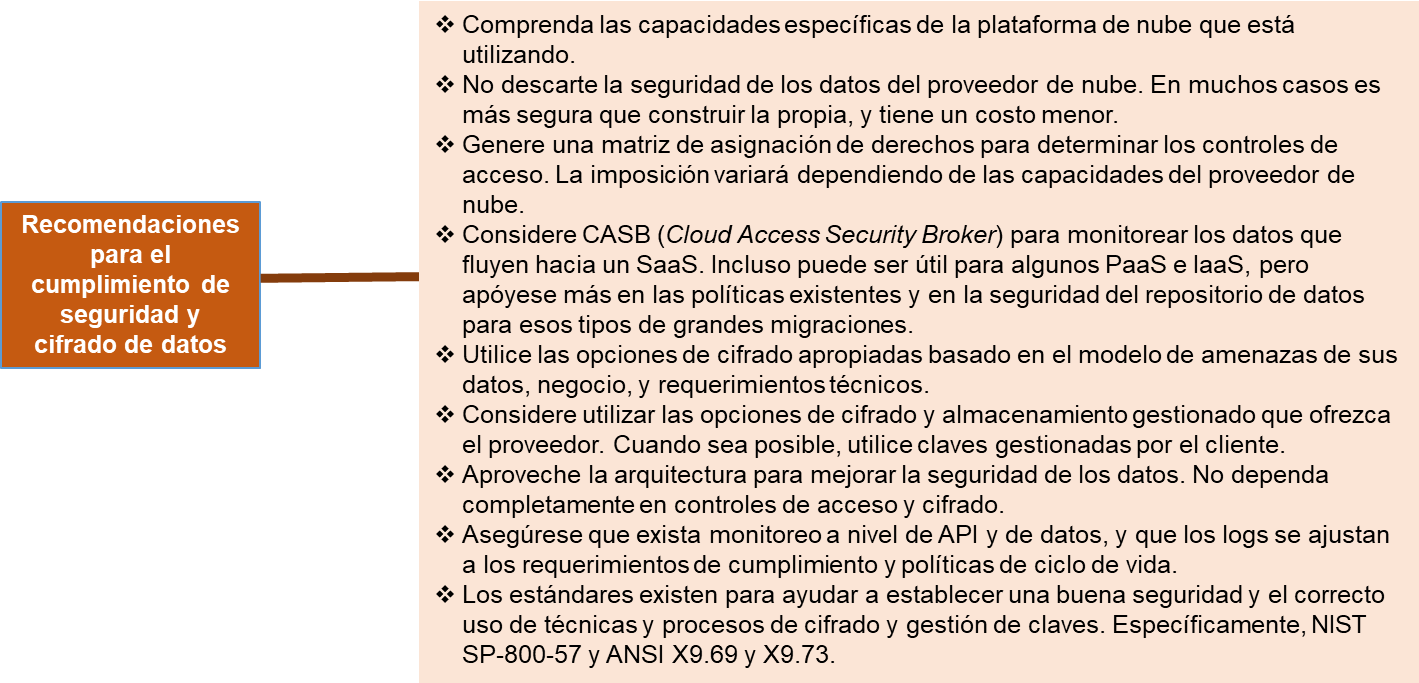 Recomendaciones
para el
cumplimiento de
seguridad y
cifrado de datos
❖ Comprenda las capacidades específicas de la plataforma de nube que está
utilizando.
❖ No descarte la seguridad de los datos del proveedor de nube. En muchos casos es
más segura que construir la propia, y tiene un costo menor.
❖ Genere una matriz de asignación de derechos para determinar los controles de
acceso. La imposición variará dependiendo de las capacidades del proveedor de
nube.
❖ Considere CASB (Cloud Access Security Broker) para monitorear los datos que
fluyen hacia un SaaS. Incluso puede ser útil para algunos PaaS e IaaS, pero
apóyese más en las políticas existentes y en la seguridad del repositorio de datos
para esos tipos de grandes migraciones.
❖ Utilice las opciones de cifrado apropiadas basado en el modelo de amenazas de sus
datos, negocio, y requerimientos técnicos.
❖ Considere utilizar las opciones de cifrado y almacenamiento gestionado que ofrezca
el proveedor. Cuando sea posible, utilice claves gestionadas por el cliente.
❖ Aproveche la arquitectura para mejorar la seguridad de los datos. No dependa
completamente en controles de acceso y cifrado.
❖ Asegúrese que exista monitoreo a nivel de API y de datos, y que los logs se ajustan
a los requerimientos de cumplimiento y políticas de ciclo de vida.
❖ Los estándares existen para ayudar a establecer una buena seguridad y el correcto
uso de técnicas y procesos de cifrado y gestión de claves. Específicamente, NIST
SP-800-57 y ANSI X9.69 y X9.73.